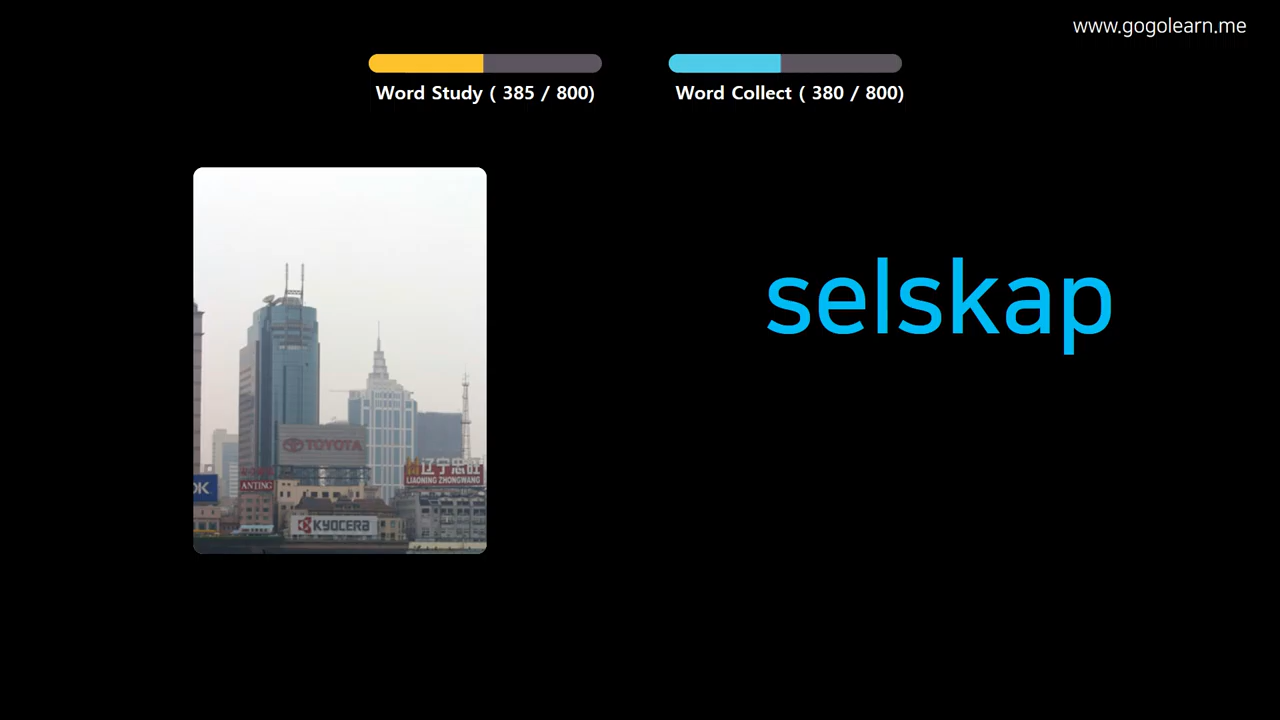 www.gogolearn.me
Word Study ( 385 / 800)
Word Collect ( 380 / 800)
selskap
TOYOTA
辽宁忠旺
LIAONING ZHONGWANG
OK
ANTING
KYOCERA